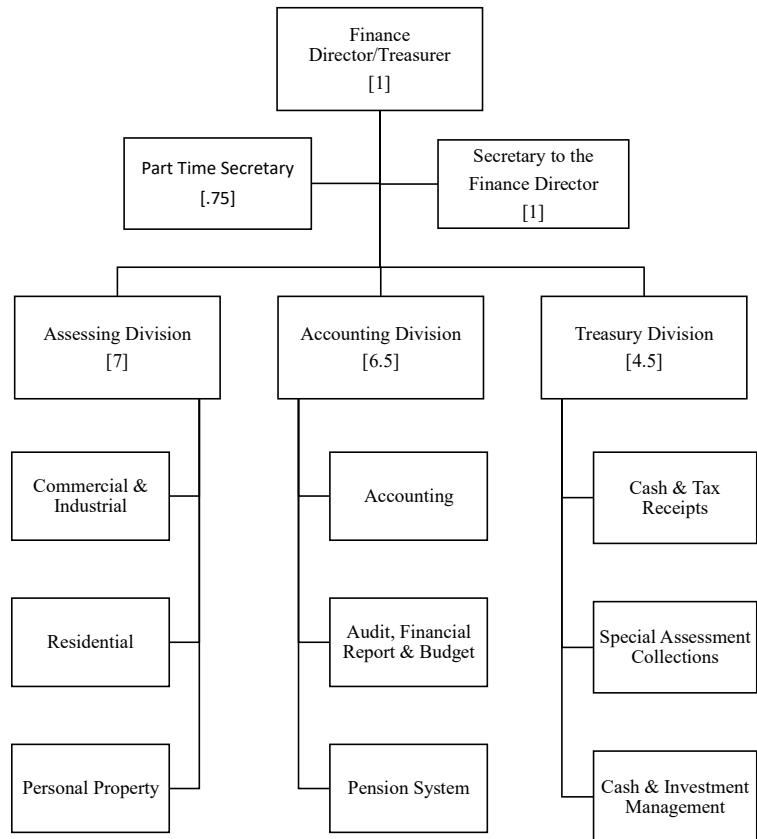 Finance
Director/Treasurer
[1]
Part Time Secretary
[.75]
Secretary to the
Finance Director
[1]
Assessing Division
[7]
Accounting Division
[6.5]
Treasury Division
[4.5]
Commercial &
Industrial
Accounting
Cash & Tax
Receipts
Residential
Audit, Financial
Report & Budget
Special Assessment
Collections
Personal Property
Pension System
Cash & Investment
Management